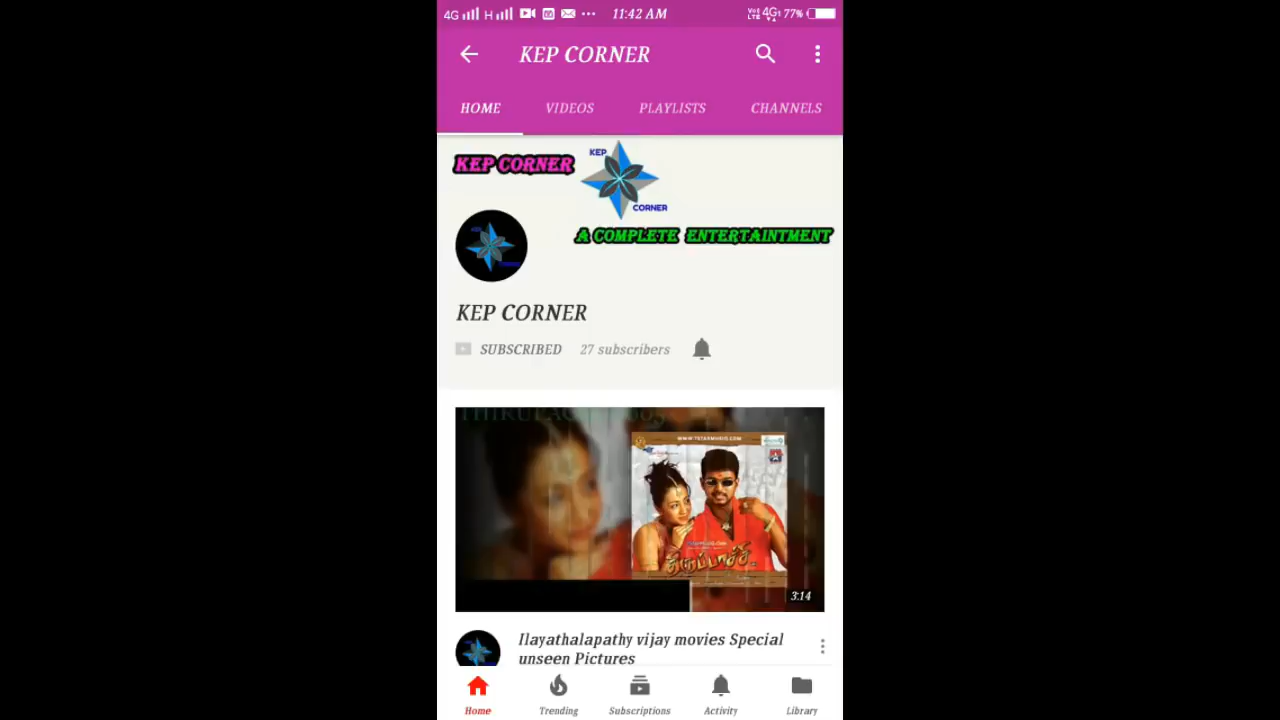 4G H 11:42 AM VoLTE 4G 77%
KEP CORNER
HOME VIDEOS PLAYLISTS CHANNELS
KEP CORNER
KEP
CORNER
A COMPLETE ENTERTAINTMENT
KEP CORNER
SUBSCRIBED 27 subscribers
திருப்பாச்சி
3:14
Ilayathalapathy vijay movies Special
unseen Pictures
Home Trending Subscriptions Activity Library